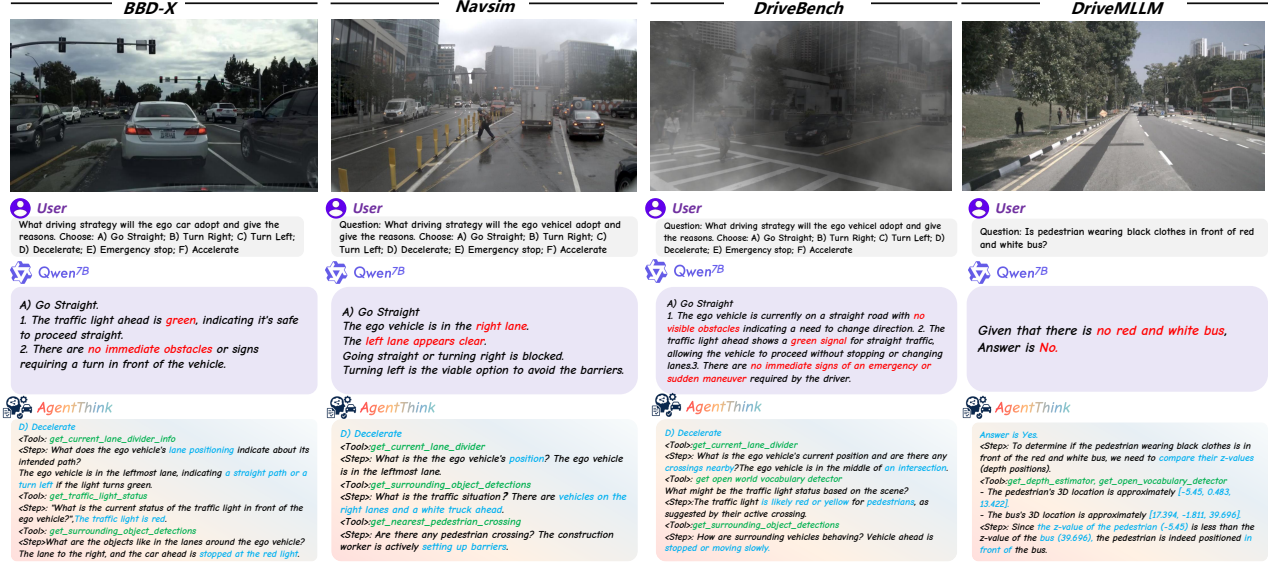 BBD-X
User
What driving strategy will the ego car adopt and give the
reasons. Choose: A) Go Straight; B) Turn Right; C) Turn Left;
D) Decelerate; E) Emergency stop; F) Accelerate
Qwen7B
A) Go Straight.
1. The traffic light ahead is green, indicating it's safe
to proceed straight.
2. There are no immediate obstacles or signs
requiring a turn in front of the vehicle.
AgentThink
D) Decelerate
<Tool>: get_current_lane_divider_info
<Step>: What does the ego vehicle's lane positioning indicate about its
intended path?
The ego vehicle is in the leftmost lane, indicating a straight path or a
turn left if the light turns green.
<Tool>: get_traffic_light_status
<Step>: "What is the current status of the traffic light in front of the
ego vehicle?",The traffic light is red.
<Tool>: get_surrounding_object_detections
<Step>What are the objects like in the lanes around the ego vehicle?
The lane to the right, and the car ahead is stopped at the red light.
Navsim
User
Question: What driving strategy will the ego vehicel adopt and
give the reasons. Choose: A) Go Straight; B) Turn Right; C)
Turn Left; D) Decelerate; E) Emergency stop; F) Accelerate
Qwen7B
A) Go Straight
The ego vehicle is in the right lane.
The left lane appears clear.
Going straight or turning right is blocked.
Turning left is the viable option to avoid the barriers.
AgentThink
D) Decelerate
<Tool>:get_current_lane_divider
<Step>: What is the the ego vehicle's position? The ego vehicle
is in the leftmost lane.
<Tool>:get_surrounding_object_detections
<Step>: What is the traffic situation? There are vehicles on the
right lanes and a white truck ahead.
<Tool>:get_nearest_pedestrian_crossing
<Step>: Are there any pedestrian crossing? The construction
worker is actively setting up barriers.
DriveBench
User
Question: What driving strategy will the ego vehicel adopt and give
the reasons. Choose: A) Go Straight; B) Turn Right; C) Turn Left; D)
Decelerate; E) Emergency stop; F) Accelerate
Qwen7B
A) Go Straight
1. The ego vehicle is currently on a straight road with no
visible obstacles indicating a need to change direction. 2. The
traffic light ahead shows a green signal for straight traffic,
allowing the vehicle to proceed without stopping or changing
lanes.3. There are no immediate signs of an emergency or
sudden maneuver required by the driver.
AgentThink
D) Decelerate
<Tool>:get_current_lane_divider
<Step>: What is the ego vehicle's current position and are there any
crossings nearby?The ego vehicle is in the middle of an intersection.
<Tool>: get open world vocabulary detector
What might be the traffic light status based on the scene?
<Step>:The traffic light is likely red or yellow for pedestrians, as
suggested by their active crossing.
<Tool>:get_surrounding_object_detections
<Step>: How are surrounding vehicles behaving? Vehicle ahead is
stopped or moving slowly.
DriveMLLM
User
Question: Is pedestrian wearing black clothes in front of red
and white bus?
Qwen7B
Given that there is no red and white bus,
Answer is No.
AgentThink
Answer is Yes.
<Step>: To determine if the pedestrian wearing black clothes is in
front of the red and white bus, we need to compare their z-values
(depth positions).
<Tool>:get_depth_estimator, get_open_vocabulary_detector
- The pedestrian's 3D location is approximately [-5.45, 0.483,
13.422].
- The bus's 3D location is approximately [17.394, -1.811, 39.696].
<Step>: Since the z-value of the pedestrian (-5.45) is less than the
z-value of the bus (39.696), the pedestrian is indeed positioned in
front of the bus.